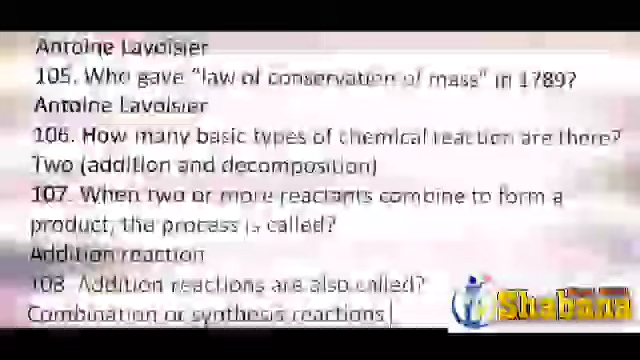 Antoine Lavoisier
105. Who gave "law of conservation of mass" in 1789?
Antoine Lavoisier
106. How many basic types of chemical reaction are there?
Two (addition and decomposition)
107. When two or more reactants combine to form a
product, the process is called?
Addition reaction
108. Addition reactions are also called?
Combination or synthesis reactions
Shabana